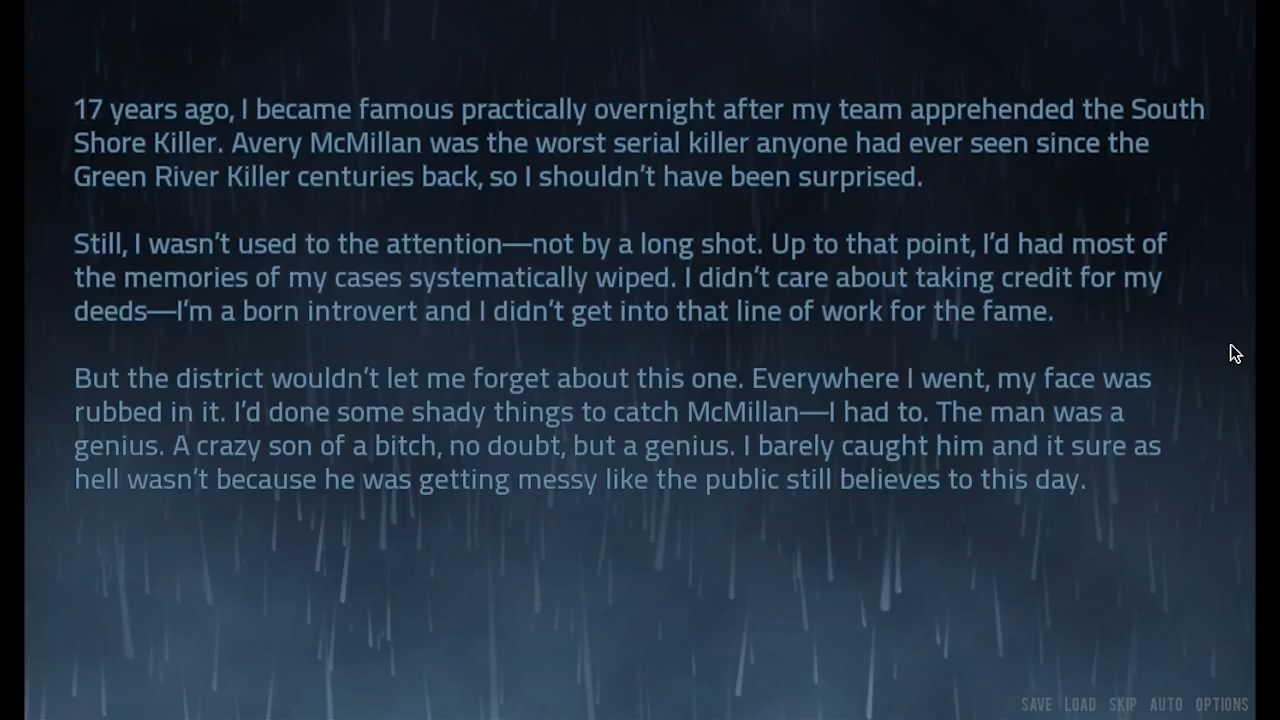 17 years ago, I became famous practically overnight after my team apprehended the South
Shore Killer. Avery McMillan was the worst serial killer anyone had ever seen since the
Green River Killer centuries back, so I shouldn’t have been surprised.
Still, I wasn’t used to the attention—not by a long shot. Up to that point, I’d had most of
the memories of my cases systematically wiped. I didn’t care about taking credit for my
deeds—I’m a born introvert and I didn’t get into that line of work for the fame.
But the district wouldn’t let me forget about this one. Everywhere I went, my face was
rubbed in it. I’d done some shady things to catch McMillan—I had to. The man was a
genius. A crazy son of a bitch, no doubt, but a genius. I barely caught him and it sure as
hell wasn’t because he was getting messy like the public still believes to this day.
SAVE LOAD SKIP AUTO OPTIONS